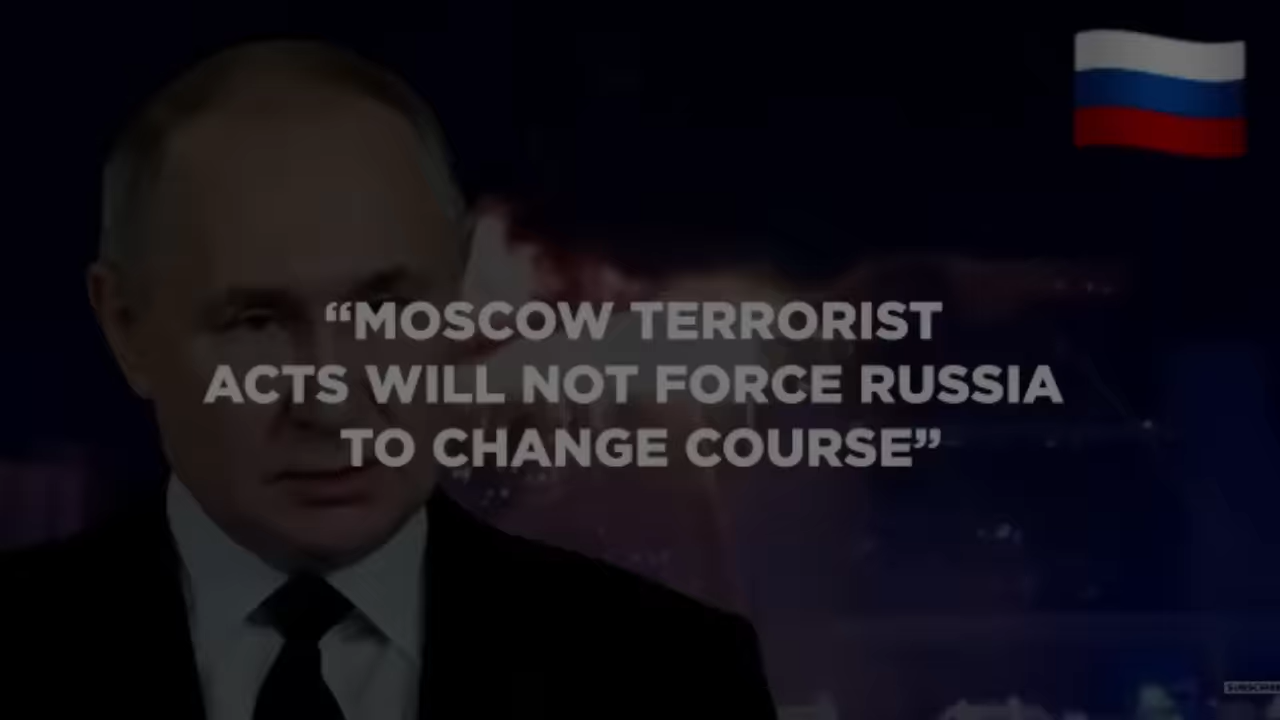 “MOSCOW TERRORIST
ACTS WILL NOT FORCE RUSSIA
TO CHANGE COURSE”